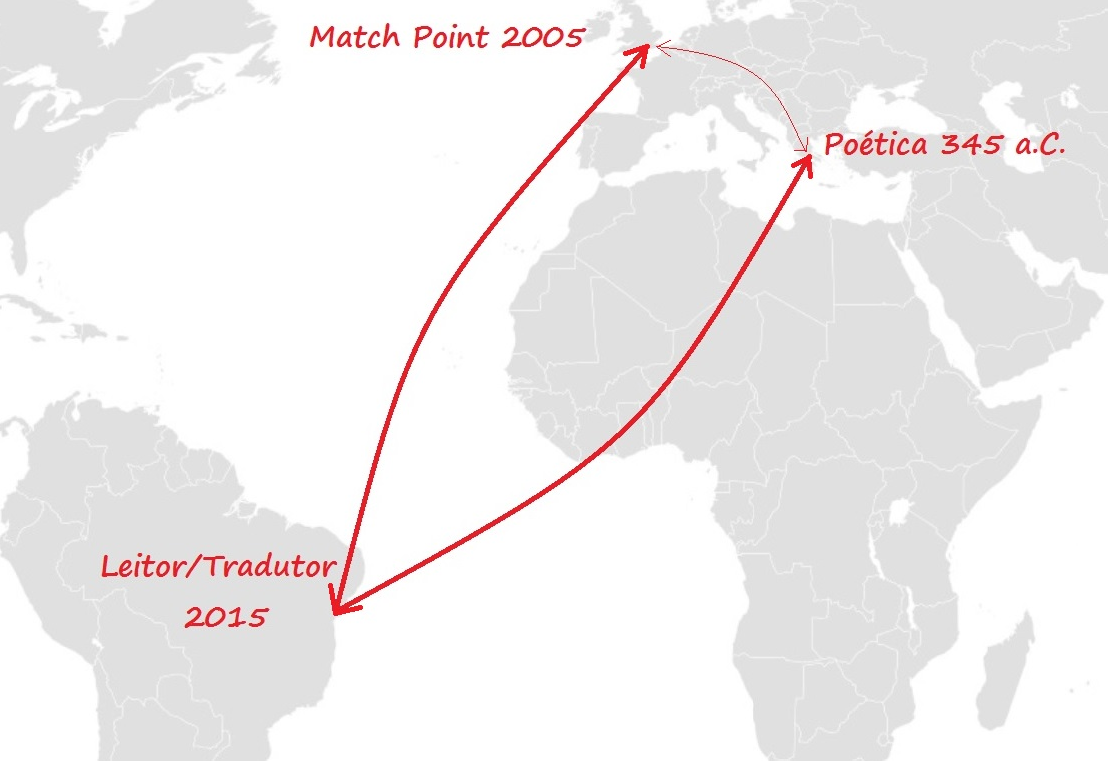 Match Point 2005
Poética 345 a.C.
Leitor/Tradutor
2015